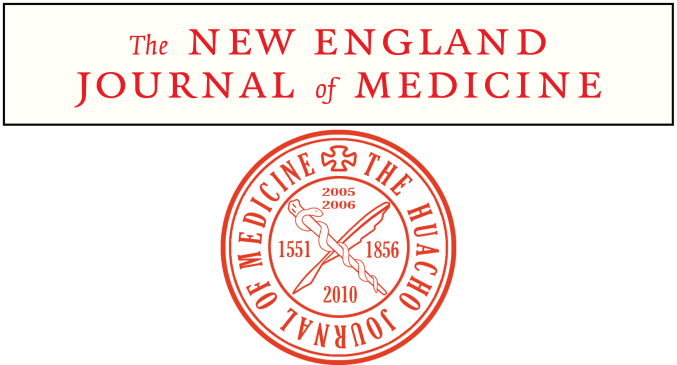 The NEW ENGLAND
JOURNAL of MEDICINE
THE HUACHO JOURNAL OF MEDICINE
2005
2006
1551 1856
2010